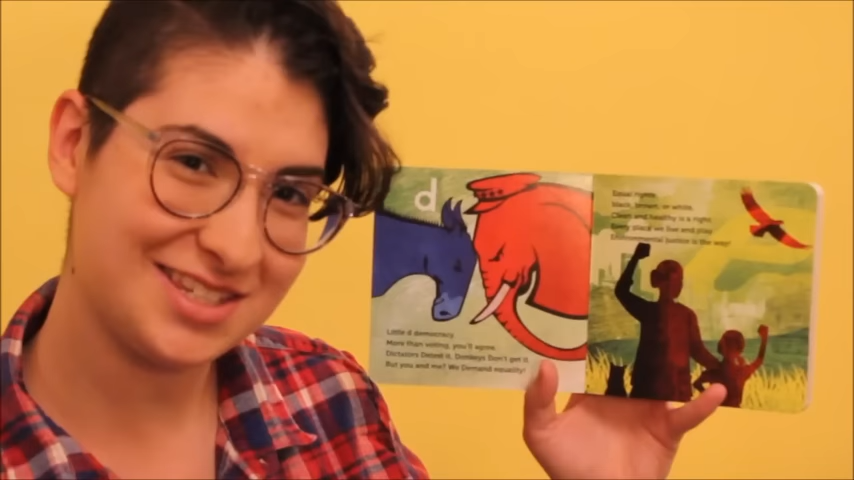 d
Little d democracy
More than voting, you'll agree.
Dictators Detest it. Donkeys Don't get it.
But you and me? We Demand equality!
Equal rights
black, brown, or white.
Clean and healthy is a right
Every place we live and play
Environmental justice is the way!